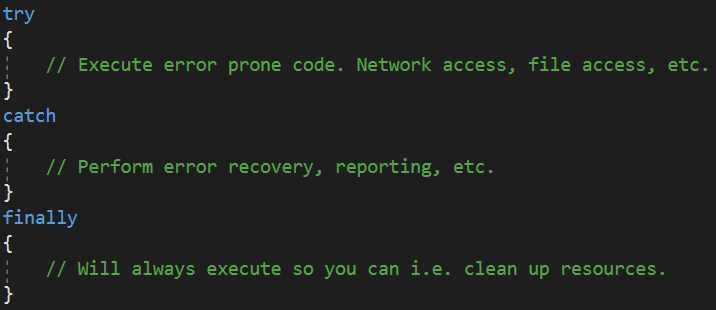 try
{
    // Execute error prone code. Network access, file access, etc.
}
catch
{
    // Perform error recovery, reporting, etc.
}
finally
{
    // Will always execute so you can i.e. clean up resources.
}